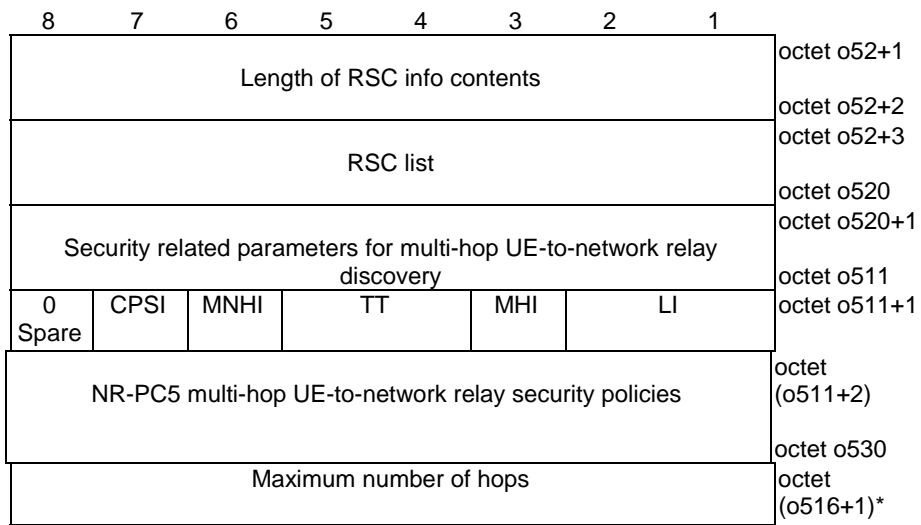 8 7 6 5 4 3 2 1
Length of RSC info contents
octet o52+1
octet o52+2
RSC list
octet o52+3
octet o520
Security related parameters for multi-hop UE-to-network relay
discovery
octet o520+1
octet o511
0
Spare
CPSI
MNHI
TT
MHI
LI
octet o511+1
NR-PC5 multi-hop UE-to-network relay security policies
octet
(o511+2)
octet o530
Maximum number of hops
octet
(o516+1)*